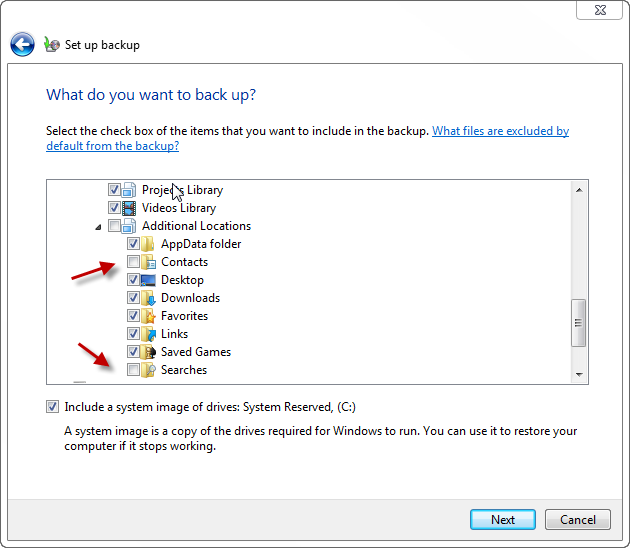 Set up backup
What do you want to back up?
Select the check box of the items that you want to include in the backup. What files are excluded by
default from the backup?
Projects Library
Videos Library
Additional Locations
AppData folder
Contacts
Desktop
Downloads
Favorites
Links
Saved Games
Searches
Include a system image of drives: System Reserved, (C:)
A system image is a copy of the drives required for Windows to run. You can use it to restore your
computer if it stops working.
Next
Cancel